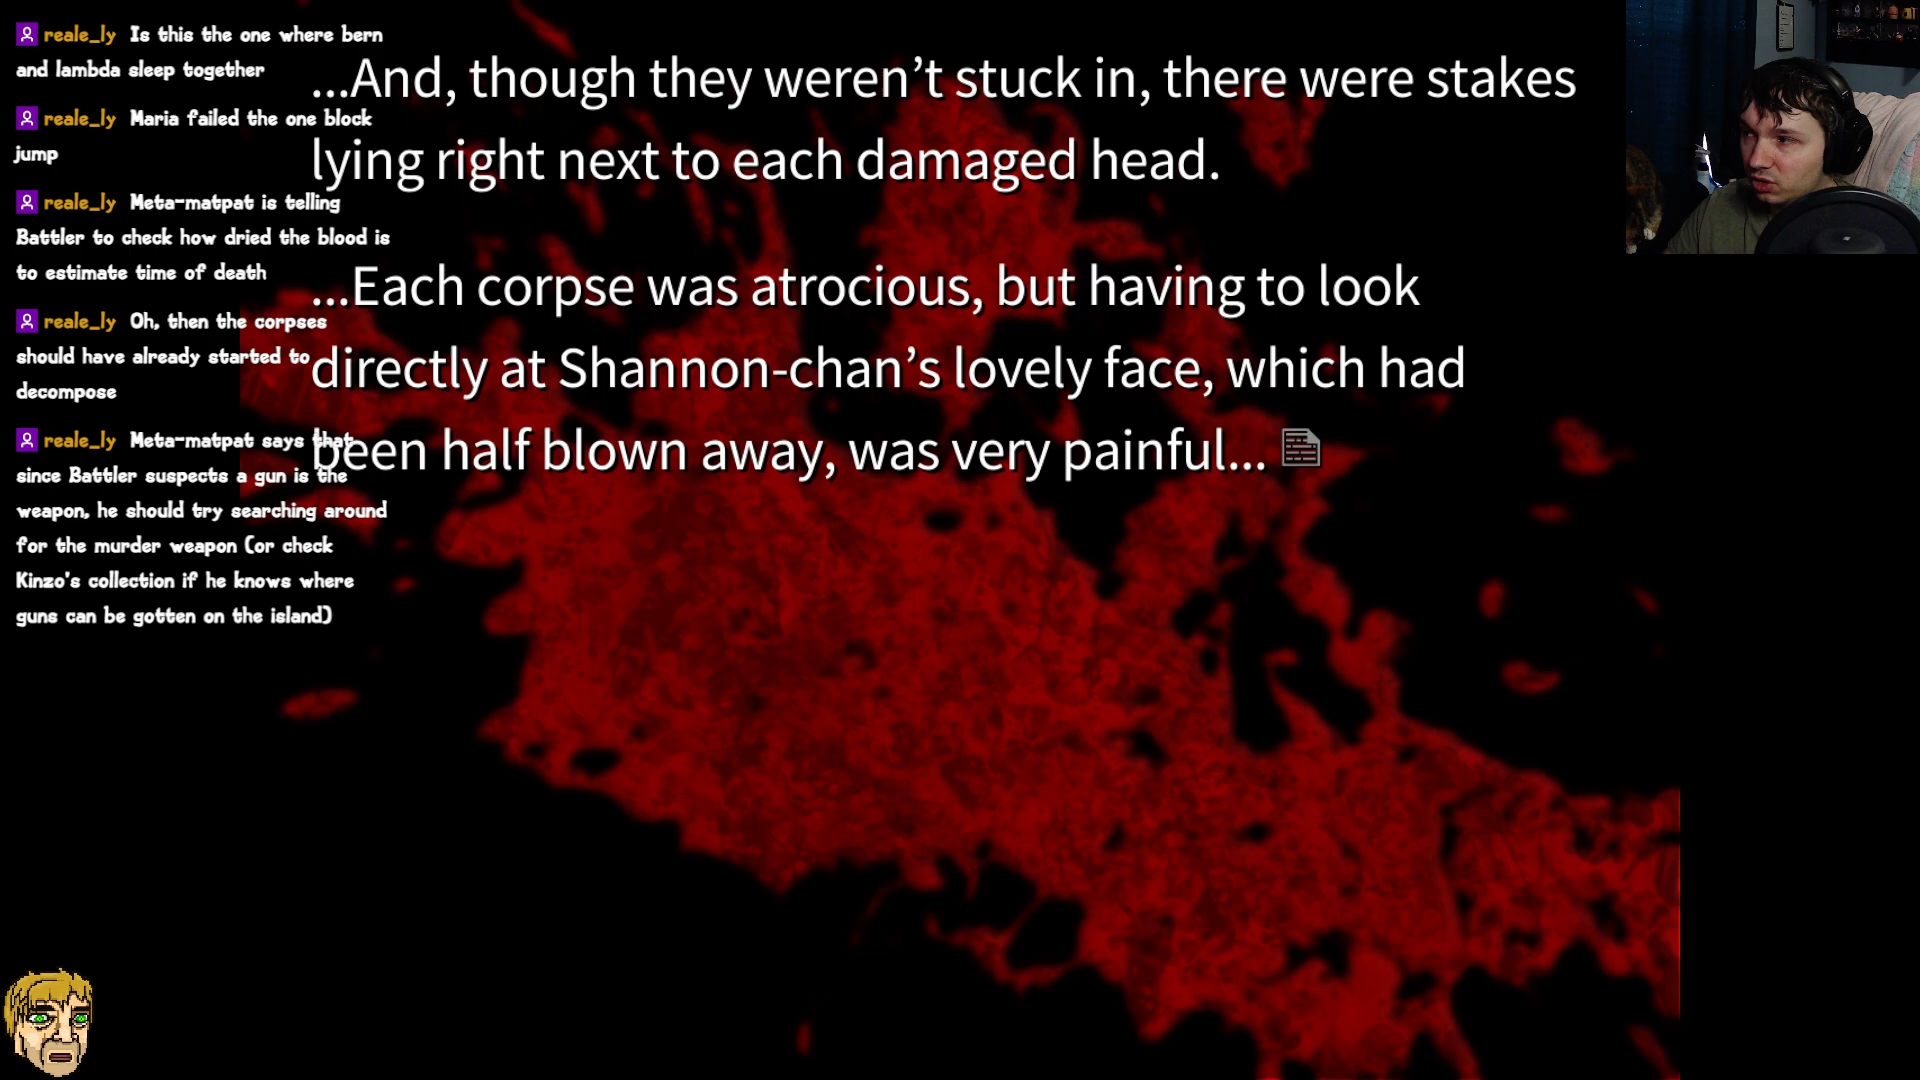 reale_ly Is this the one where bern
and lambda sleep together
reale_ly Maria failed the one block
jump
reale_ly Meta-matpat is telling
Battler to check how dried the blood is
to estimate time of death
reale_ly Oh, then the corpses
should have already started to
decompose
reale_ly Meta-matpat says that
since Battler suspects a gun is the
weapon, he should try searching around
for the murder weapon (or check
Kinzo's collection if he knows where
guns can be gotten on the island)
...And, though they weren’t stuck in, there were stakes
lying right next to each damaged head.
...Each corpse was atrocious, but having to look
directly at Shannon-chan’s lovely face, which had
been half blown away, was very painful...